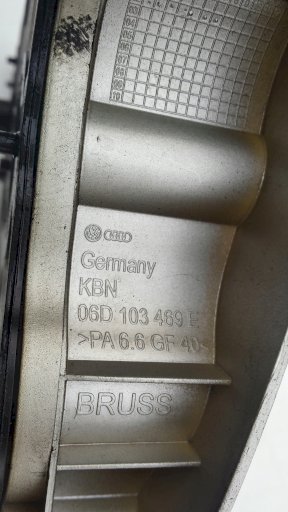 Germany
KBN
06D 103 469 E
>PA 6.6 GF 40<
BRUSS